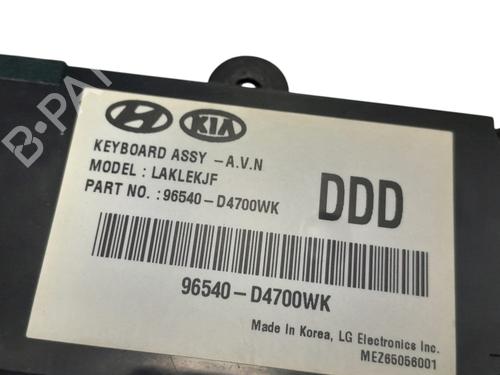 KIA
KEYBOARD ASSY -A.V.N
MODEL : LAKLEKJF
PART NO. :96540-D4700WK
DDD
96540-D4700WK
Made in Korea, LG Electronics Inc.
MEZ65056001
B-PA